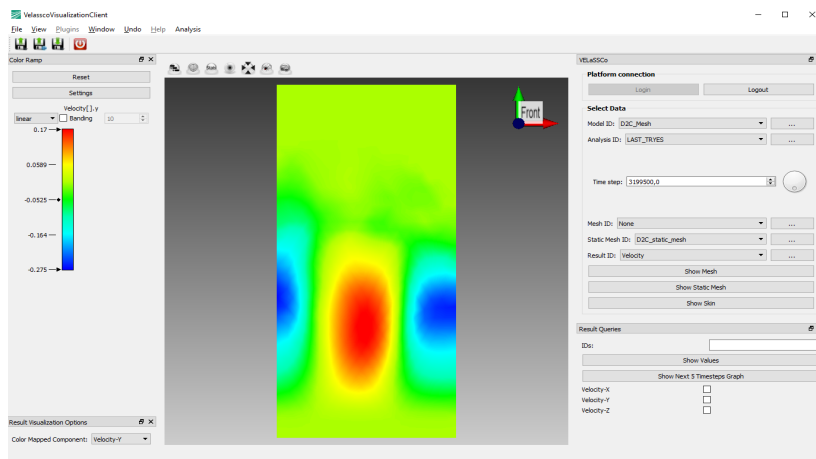 VelasscoVisualizationClient
File View Plugins Window Undo Help Analysis
Color Ramp
Reset
Settings
Velocity[].y
linear Banding 10
0.17
0.0589
-0.0525
-0.164
-0.275
Result Visualization Options
Color Mapped Component: Velocity-Y
Front
VELaSSCo
Platform connection
Login Logout
Select Data
Model ID: D2C_Mesh ...
Analysis ID: LAST_TRYES ...
Time step: 3199500,0
Mesh ID: None ...
Static Mesh ID: D2C_static_mesh ...
Result ID: Velocity ...
Show Mesh
Show Static Mesh
Show Skin
Result Queries
IDs:
Show Values
Show Next 5 Timesteps Graph
Velocity-X
Velocity-Y
Velocity-Z